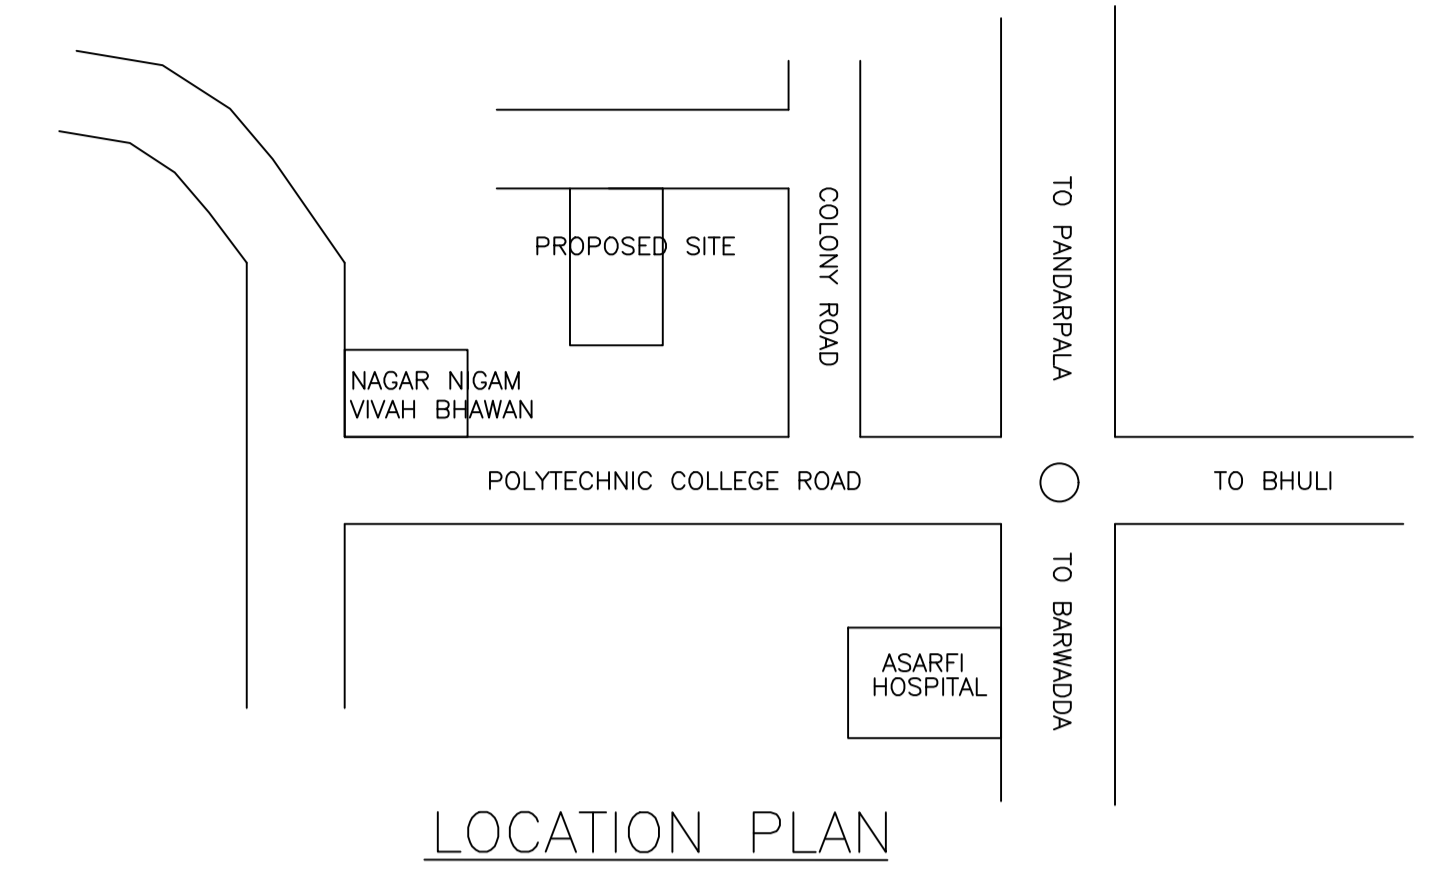 TO PANDARPALA
COLONY ROAD
PROPOSED SITE
NAGAR NIGAM
VIVAH BHAWAN
POLYTECHNIC COLLEGE ROAD
TO BHULI
TO BARWADDA
ASARFI
HOSPITAL
LOCATION PLAN